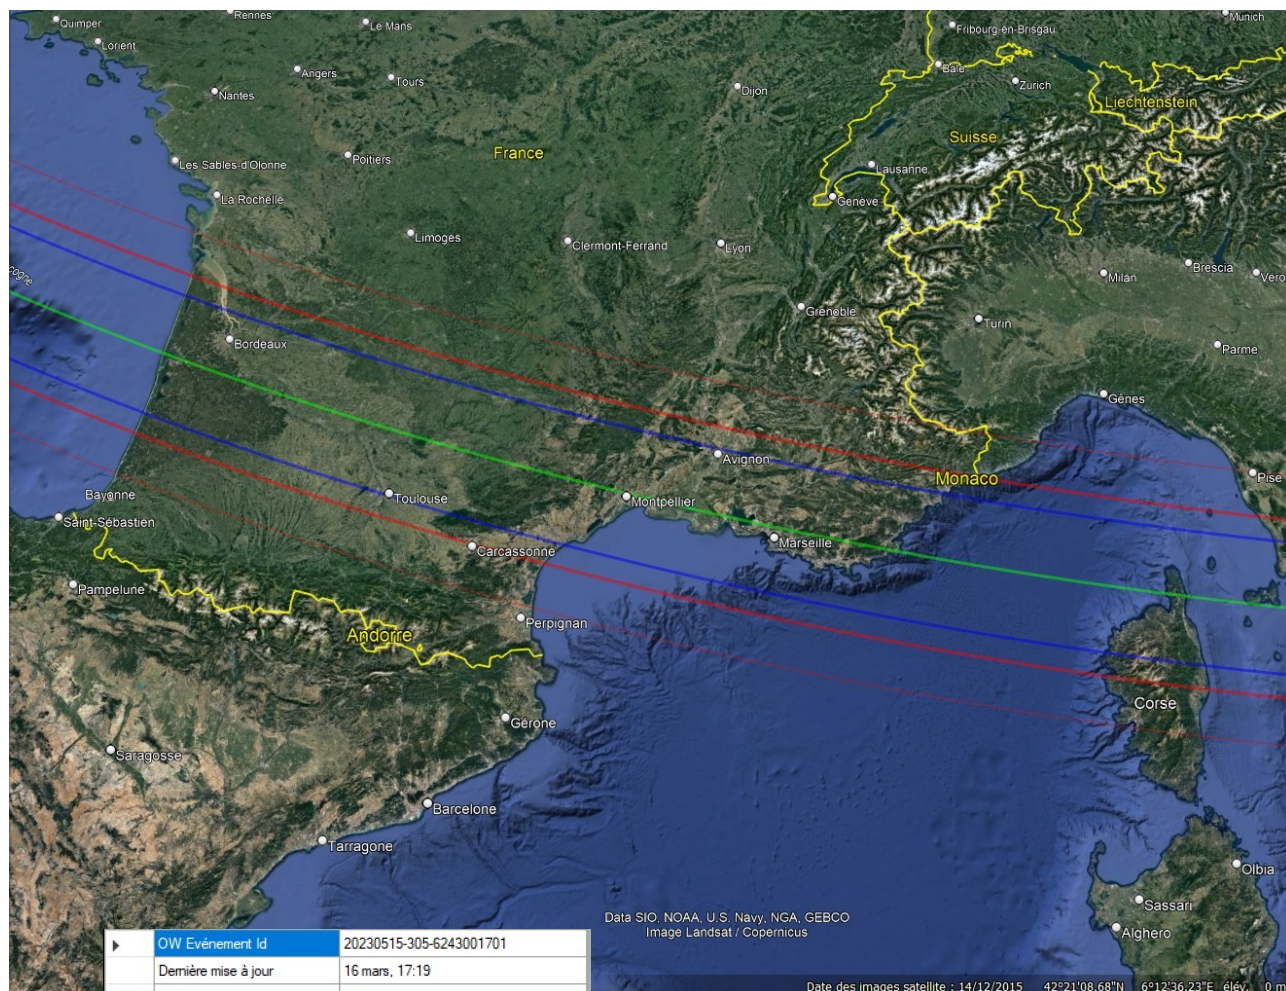 Quimper
Rennes
Le Mans
Munich
Lorient
Fribourg-en-Brisgau
Angers
Tours
Bâle
Zurich
Nantes
Dijon
Liechtenstein
Suisse
Poitiers
France
Les Sables-d'Olonne
Lausanne
La Rochelle
Genève
Limoges
Clermont-Ferrand
Lyon
Brescia
Milan
Grenoble
Turin
Bordeaux
Parme
Gênes
Avignon
Monaco
Pise
Bayonne
Toulouse
Montpellier
Saint-Sébastien
Marseille
Carcassonne
Pampelune
Perpignan
Andorre
Corse
Gérone
Saragosse
Barcelone
Tarragone
Olbia
Sassari
Alghero
Data SIO, NOAA, U.S. Navy, NGA, GEBCO
Image Landsat / Copernicus
OW Evénement Id 20230515-305-6243001701
Dernière mise à jour 16 mars, 17:19
Date des images satellite : 14/12/2015 42°21'08.68"N 6°12'36.23"E élév. 0 m